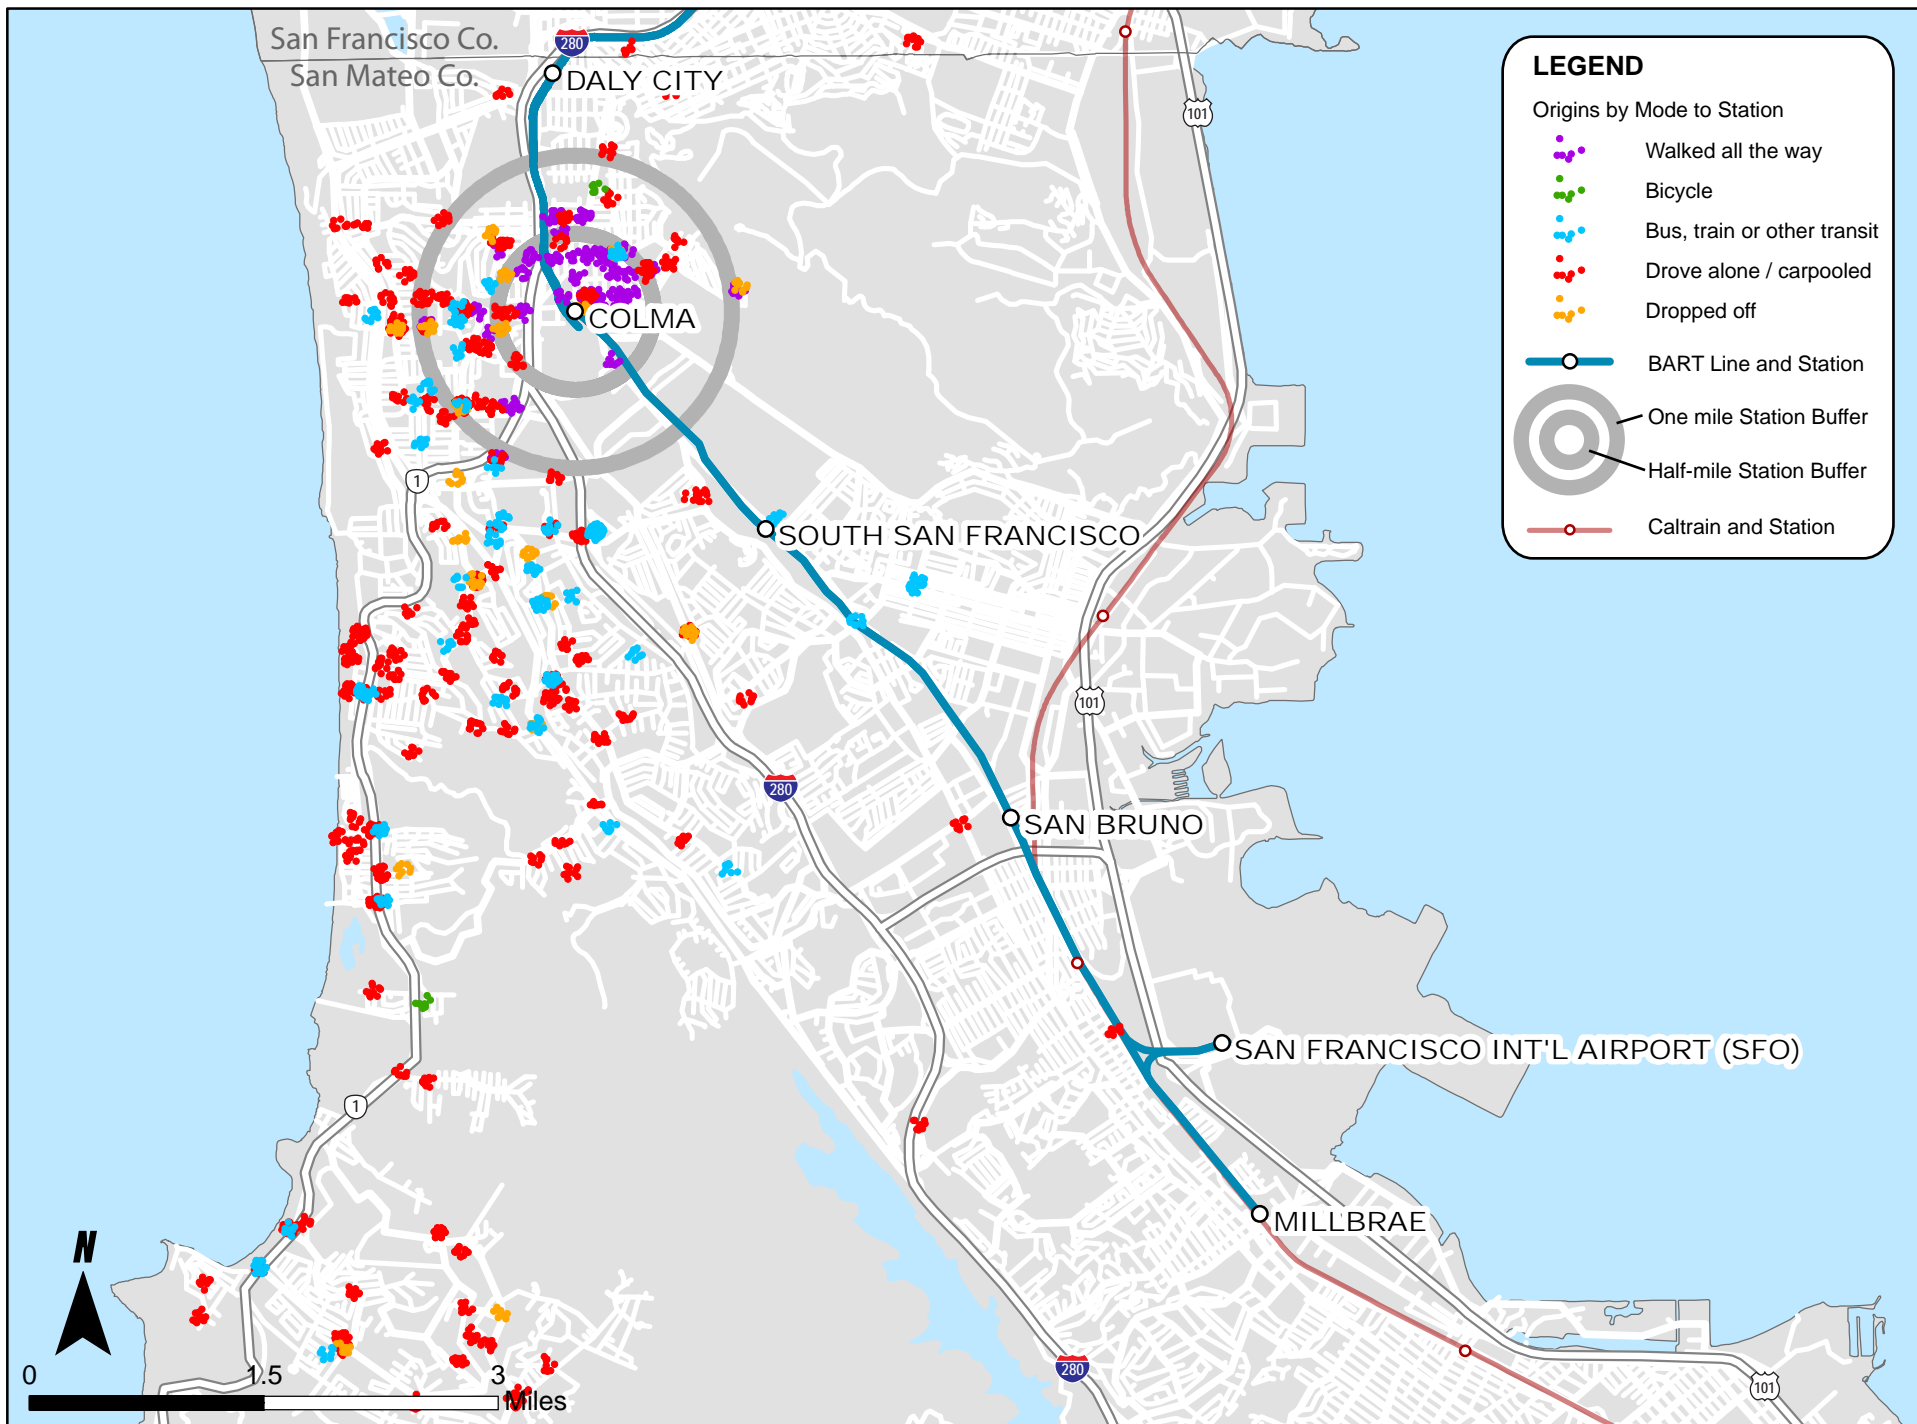 San Francisco Co.
San Mateo Co.
280
DALY CITY
101
LEGEND
Origins by Mode to Station
Walked all the way
Bicycle
Bus, train or other transit
Drove alone / carpooled
Dropped off
BART Line and Station
One mile Station Buffer
Half-mile Station Buffer
Caltrain and Station
COLMA
1
SOUTH SAN FRANCISCO
101
280
SAN BRUNO
SAN FRANCISCO INT'L AIRPORT (SFO)
1
MILLBRAE
N
0 1.5 3
Miles
280
101